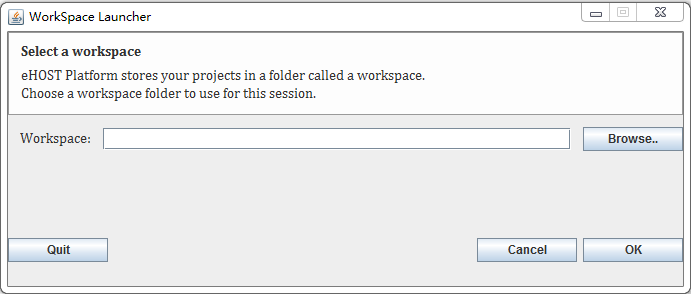 WorkSpace Launcher
Select a workspace
eHOST Platform stores your projects in a folder called a workspace.
Choose a workspace folder to use for this session.
Workspace:
Browse..
Quit
Cancel
OK